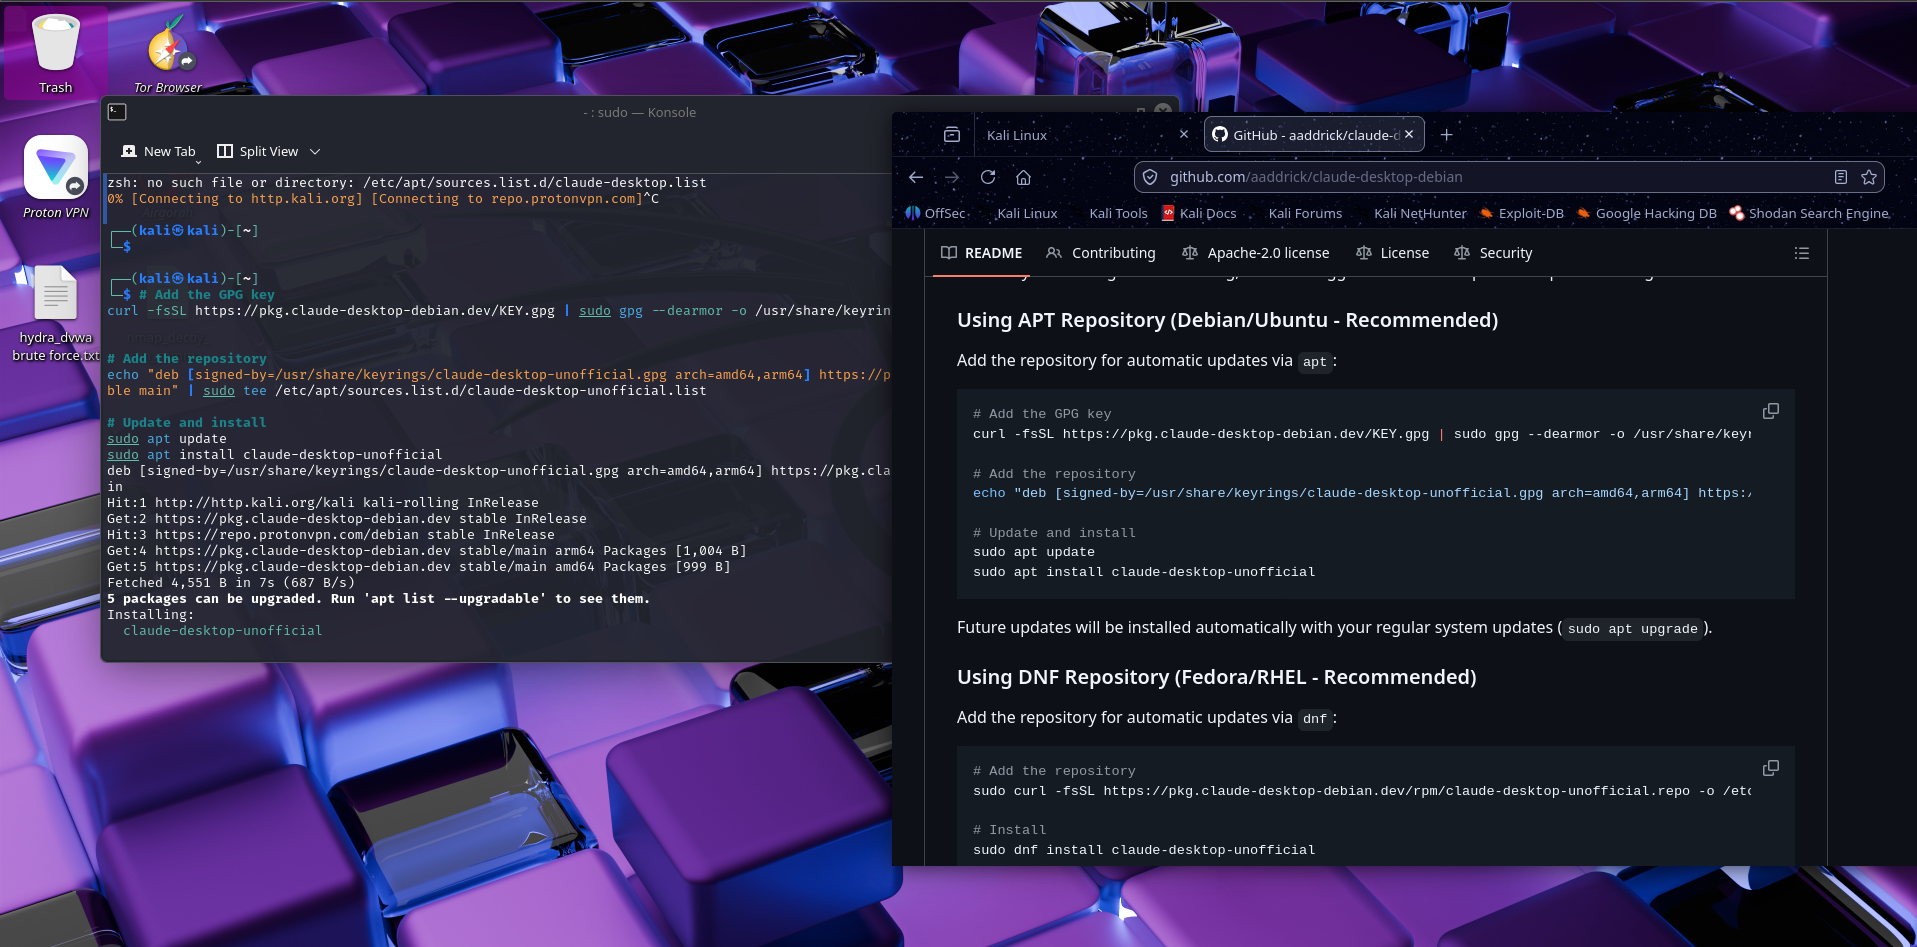 Trash
Tor Browser
Proton VPN
hydra_dvwa
brute force.txt
- : sudo — Konsole
New Tab
Split View
zsh: no such file or directory: /etc/apt/sources.list.d/claude-desktop.list
0% [Connecting to http.kali.org] [Connecting to repo.protonvpn.com]^C
┌──(kali㉿kali)-[~]
└─$
┌──(kali㉿kali)-[~]
└─$ # Add the GPG key
curl -fsSL https://pkg.claude-desktop-debian.dev/KEY.gpg | sudo gpg --dearmor -o /usr/share/keyrin
# Add the repository
echo "deb [signed-by=/usr/share/keyrings/claude-desktop-unofficial.gpg arch=amd64,arm64] https://p
ble main" | sudo tee /etc/apt/sources.list.d/claude-desktop-unofficial.list
# Update and install
sudo apt update
sudo apt install claude-desktop-unofficial
deb [signed-by=/usr/share/keyrings/claude-desktop-unofficial.gpg arch=amd64,arm64] https://pkg.cla
in
Hit:1 http://http.kali.org/kali kali-rolling InRelease
Get:2 https://pkg.claude-desktop-debian.dev stable InRelease
Hit:3 https://repo.protonvpn.com/debian stable InRelease
Get:4 https://pkg.claude-desktop-debian.dev stable/main arm64 Packages [1,004 B]
Get:5 https://pkg.claude-desktop-debian.dev stable/main amd64 Packages [999 B]
Fetched 4,551 B in 7s (687 B/s)
5 packages can be upgraded. Run 'apt list --upgradable' to see them.
Installing:
claude-desktop-unofficial
Kali Linux
GitHub - aaddrick/claude-d
github.com/aaddrick/claude-desktop-debian
OffSec Kali Linux Kali Tools Kali Docs Kali Forums Kali NetHunter Exploit-DB Google Hacking DB Shodan Search Engine
README Contributing Apache-2.0 license License Security
Using APT Repository (Debian/Ubuntu - Recommended)
Add the repository for automatic updates via apt:
# Add the GPG key
curl -fsSL https://pkg.claude-desktop-debian.dev/KEY.gpg | sudo gpg --dearmor -o /usr/share/keyr
# Add the repository
echo "deb [signed-by=/usr/share/keyrings/claude-desktop-unofficial.gpg arch=amd64,arm64] https:/
# Update and install
sudo apt update
sudo apt install claude-desktop-unofficial
Future updates will be installed automatically with your regular system updates (sudo apt upgrade).
Using DNF Repository (Fedora/RHEL - Recommended)
Add the repository for automatic updates via dnf:
# Add the repository
sudo curl -fsSL https://pkg.claude-desktop-debian.dev/rpm/claude-desktop-unofficial.repo -o /etc
# Install
sudo dnf install claude-desktop-unofficial